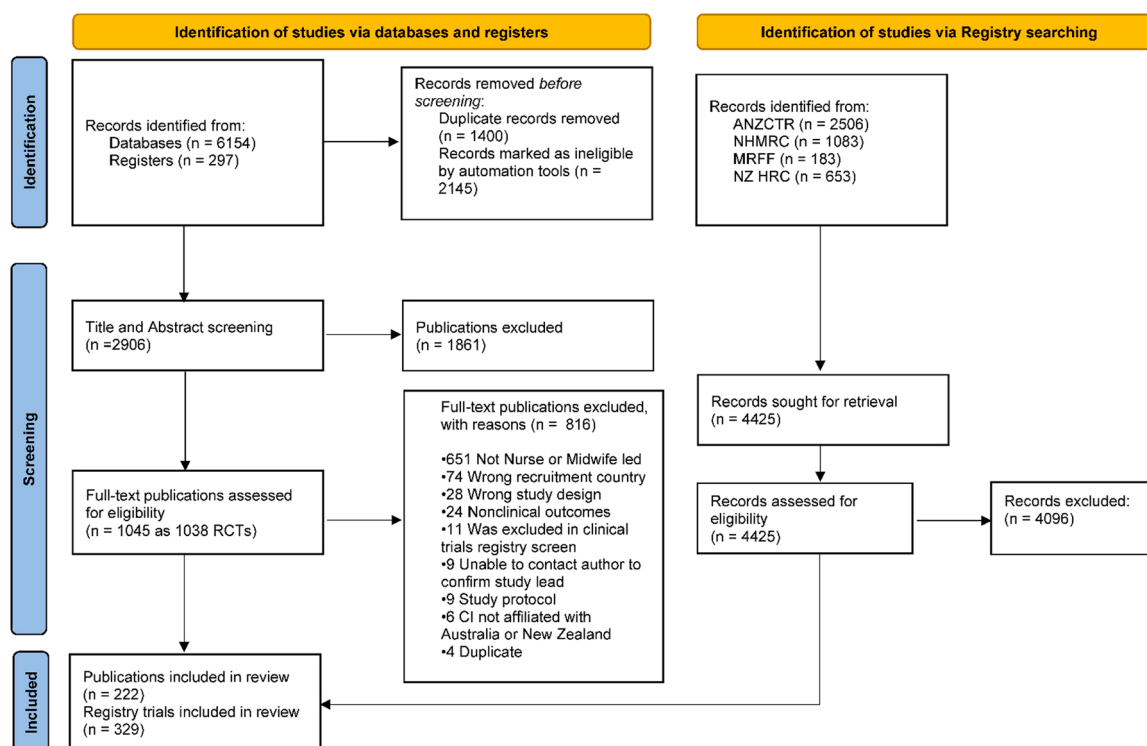 Identification of studies via databases and registers
Identification of studies via Registry searching
Identification
Records identified from:
Databases (n = 6154)
Registers (n = 297)
Records removed before
screening:
Duplicate records removed
(n = 1400)
Records marked as ineligible
by automation tools (n =
2145)
Records identified from:
ANZCTR (n = 2506)
NHMRC (n = 1083)
MRFF (n = 183)
NZ HRC (n = 653)
Screening
Title and Abstract screening
(n =2906)
Publications excluded
(n = 1861)
Full-text publications assessed
for eligibility
(n = 1045 as 1038 RCTs)
Full-text publications excluded,
with reasons (n = 816)
•651 Not Nurse or Midwife led
•74 Wrong recruitment country
•28 Wrong study design
•24 Nonclinical outcomes
•11 Was excluded in clinical
trials registry screen
•9 Unable to contact author to
confirm study lead
•9 Study protocol
•6 CI not affiliated with
Australia or New Zealand
•4 Duplicate
Records sought for retrieval
(n = 4425)
Records assessed for
eligibility
(n = 4425)
Records excluded:
(n = 4096)
Included
Publications included in review
(n = 222)
Registry trials included in review
(n = 329)